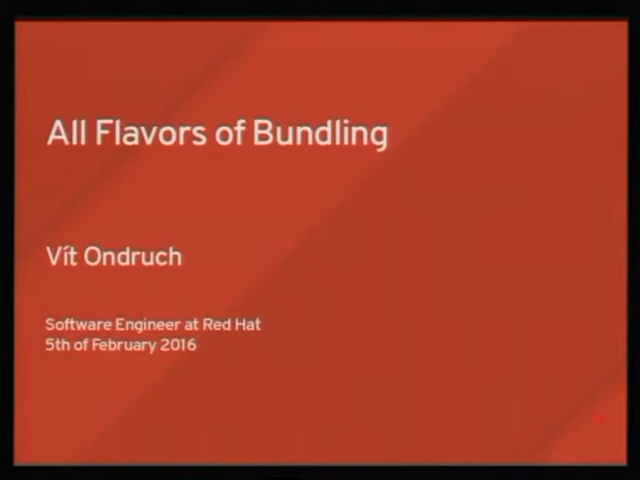 All Flavors of Bundling
Vít Ondruch
Software Engineer at Red Hat
5th of February 2016